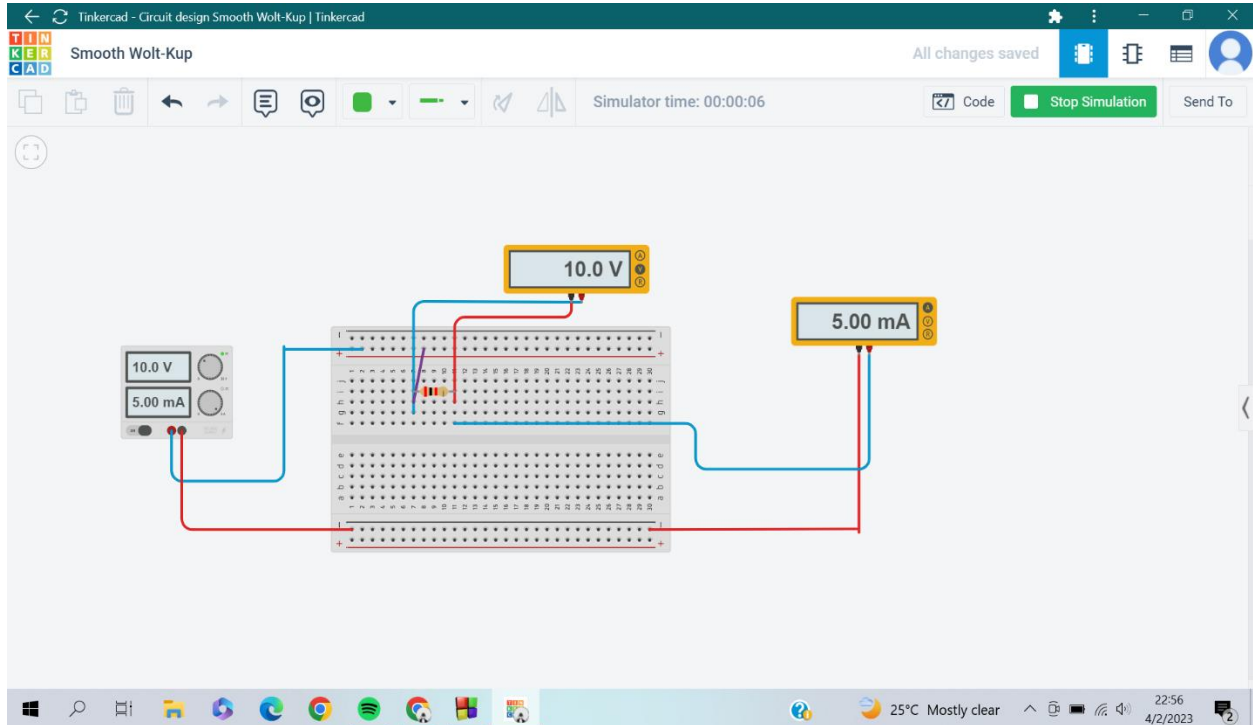 Tinkercad - Circuit design Smooth Wolt-Kup | Tinkercad
TIN
KER
CAD
Smooth Wolt-Kup
All changes saved
Simulator time: 00:00:06
Code
Stop Simulation
Send To
10.0 V
5.00 mA
10.0 V
5.00 mA
25°C Mostly clear
22:56
4/2/2023
2